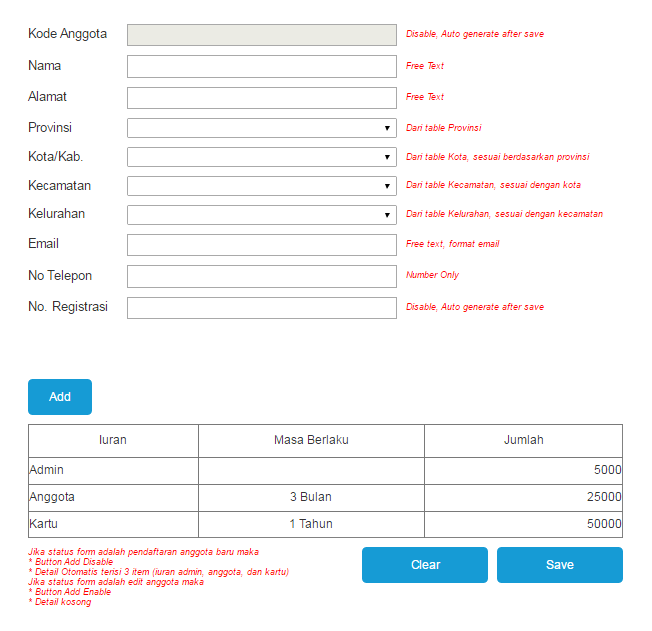 Kode Anggota Disable, Auto generate after save
Nama Free Text
Alamat Free Text
Provinsi Dari table Provinsi
Kota/Kab. Dari table Kota, sesuai berdasarkan provinsi
Kecamatan Dari table Kecamatan, sesuai dengan kota
Kelurahan Dari table Kelurahan, sesuai dengan kecamatan
Email Free text, format email
No Telepon Number Only
No. Registrasi Disable, Auto generate after save
Add
Iuran Masa Berlaku Jumlah
Admin 5000
Anggota 3 Bulan 25000
Kartu 1 Tahun 50000
Jika status form adalah pendaftaran anggota baru maka
* Button Add Disable
* Detail Otomatis terisi 3 item (iuran admin, anggota, dan kartu)
Jika status form adalah edit anggota maka
* Button Add Enable
* Detail kosong
Clear Save